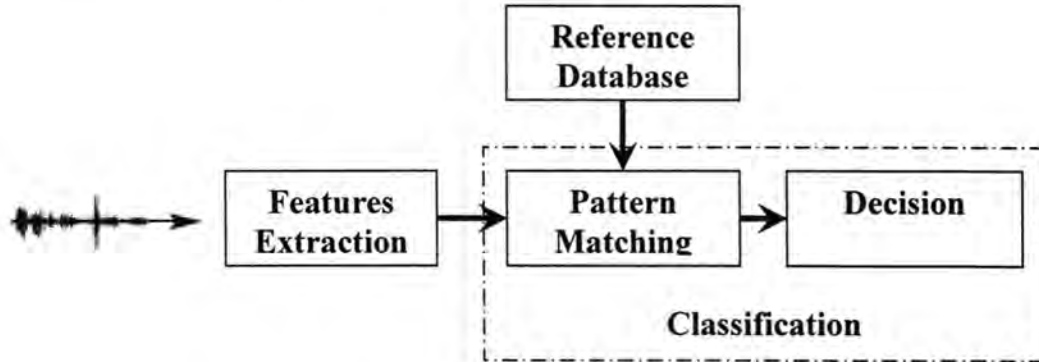 Reference
Database
Features
Extraction
Pattern
Matching
Decision
Classification